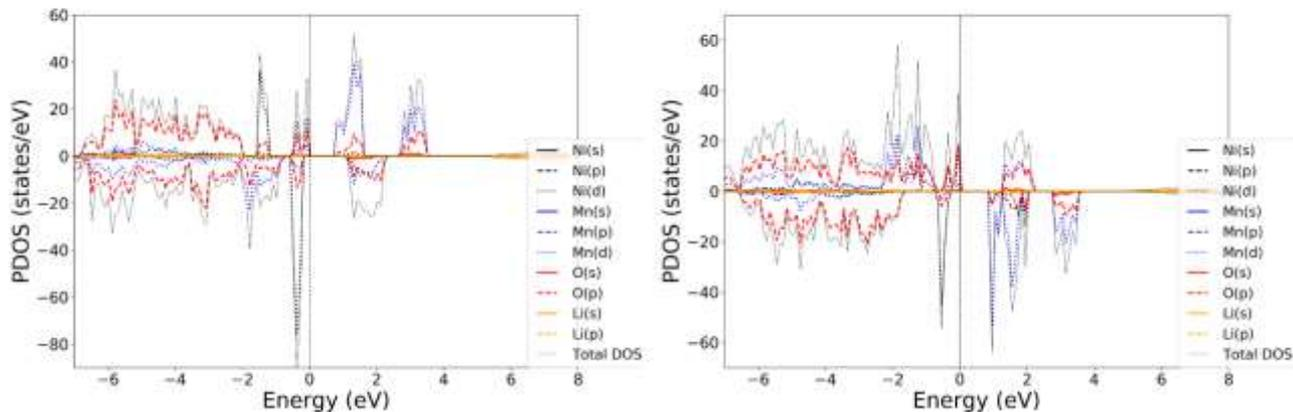 60
40
20
0
−20
−40
−60
−80
PDOS (states/eV)
−6 −4 −2 0 2 4 6 8
Energy (eV)
Ni(s)
Ni(p)
Ni(d)
Mn(s)
Mn(p)
Mn(d)
O(s)
O(p)
Li(s)
Li(p)
Total DOS
60
40
20
0
−20
−40
−60
PDOS (states/eV)
−6 −4 −2 0 2 4 6 8
Energy (eV)
Ni(s)
Ni(p)
Ni(d)
Mn(s)
Mn(p)
Mn(d)
O(s)
O(p)
Li(s)
Li(p)
Total DOS